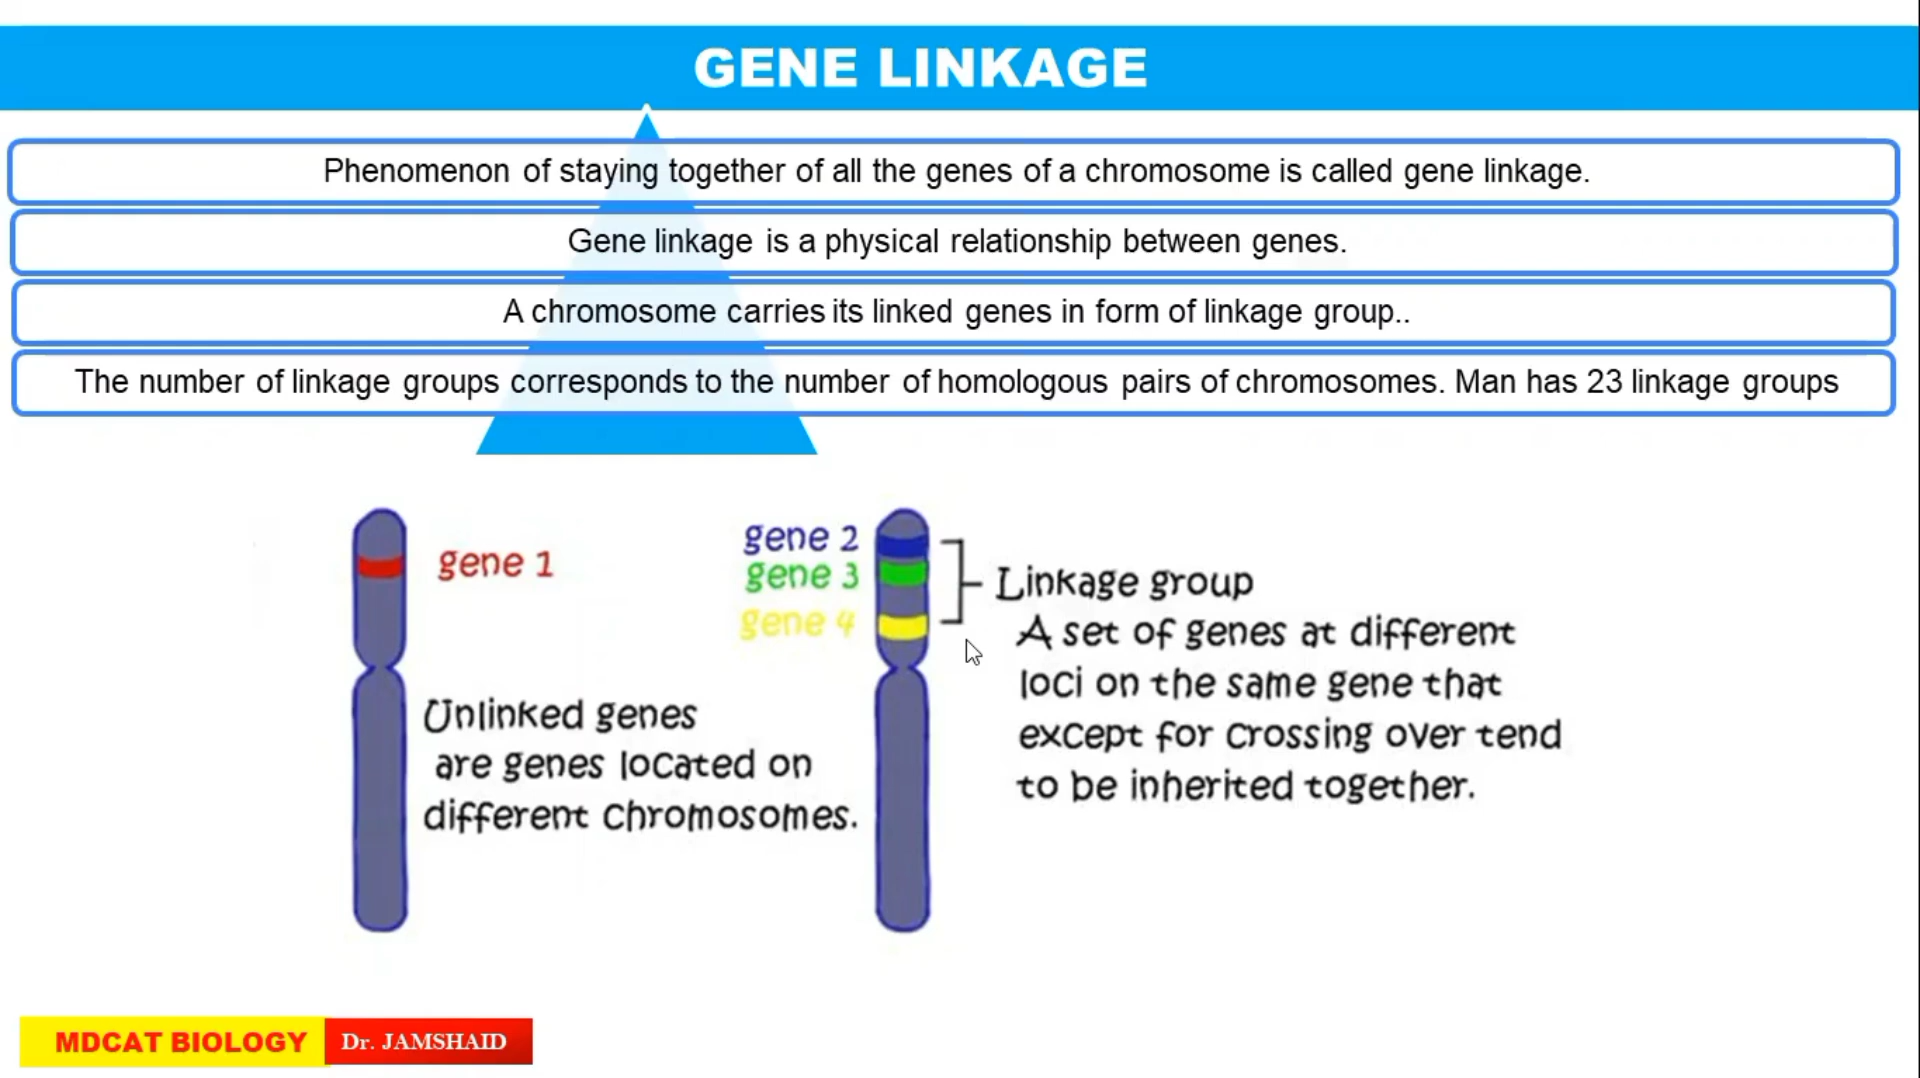 GENE LINKAGE
Phenomenon of staying together of all the genes of a chromosome is called gene linkage.
Gene linkage is a physical relationship between genes.
A chromosome carries its linked genes in form of linkage group..
The number of linkage groups corresponds to the number of homologous pairs of chromosomes. Man has 23 linkage groups
gene 1
Unlinked genes
are genes located on
different chromosomes.
gene 2
gene 3
gene 4
Linkage group
A set of genes at different
loci on the same gene that
except for crossing over tend
to be inherited together.
MDCAT BIOLOGY
Dr. JAMSHAID